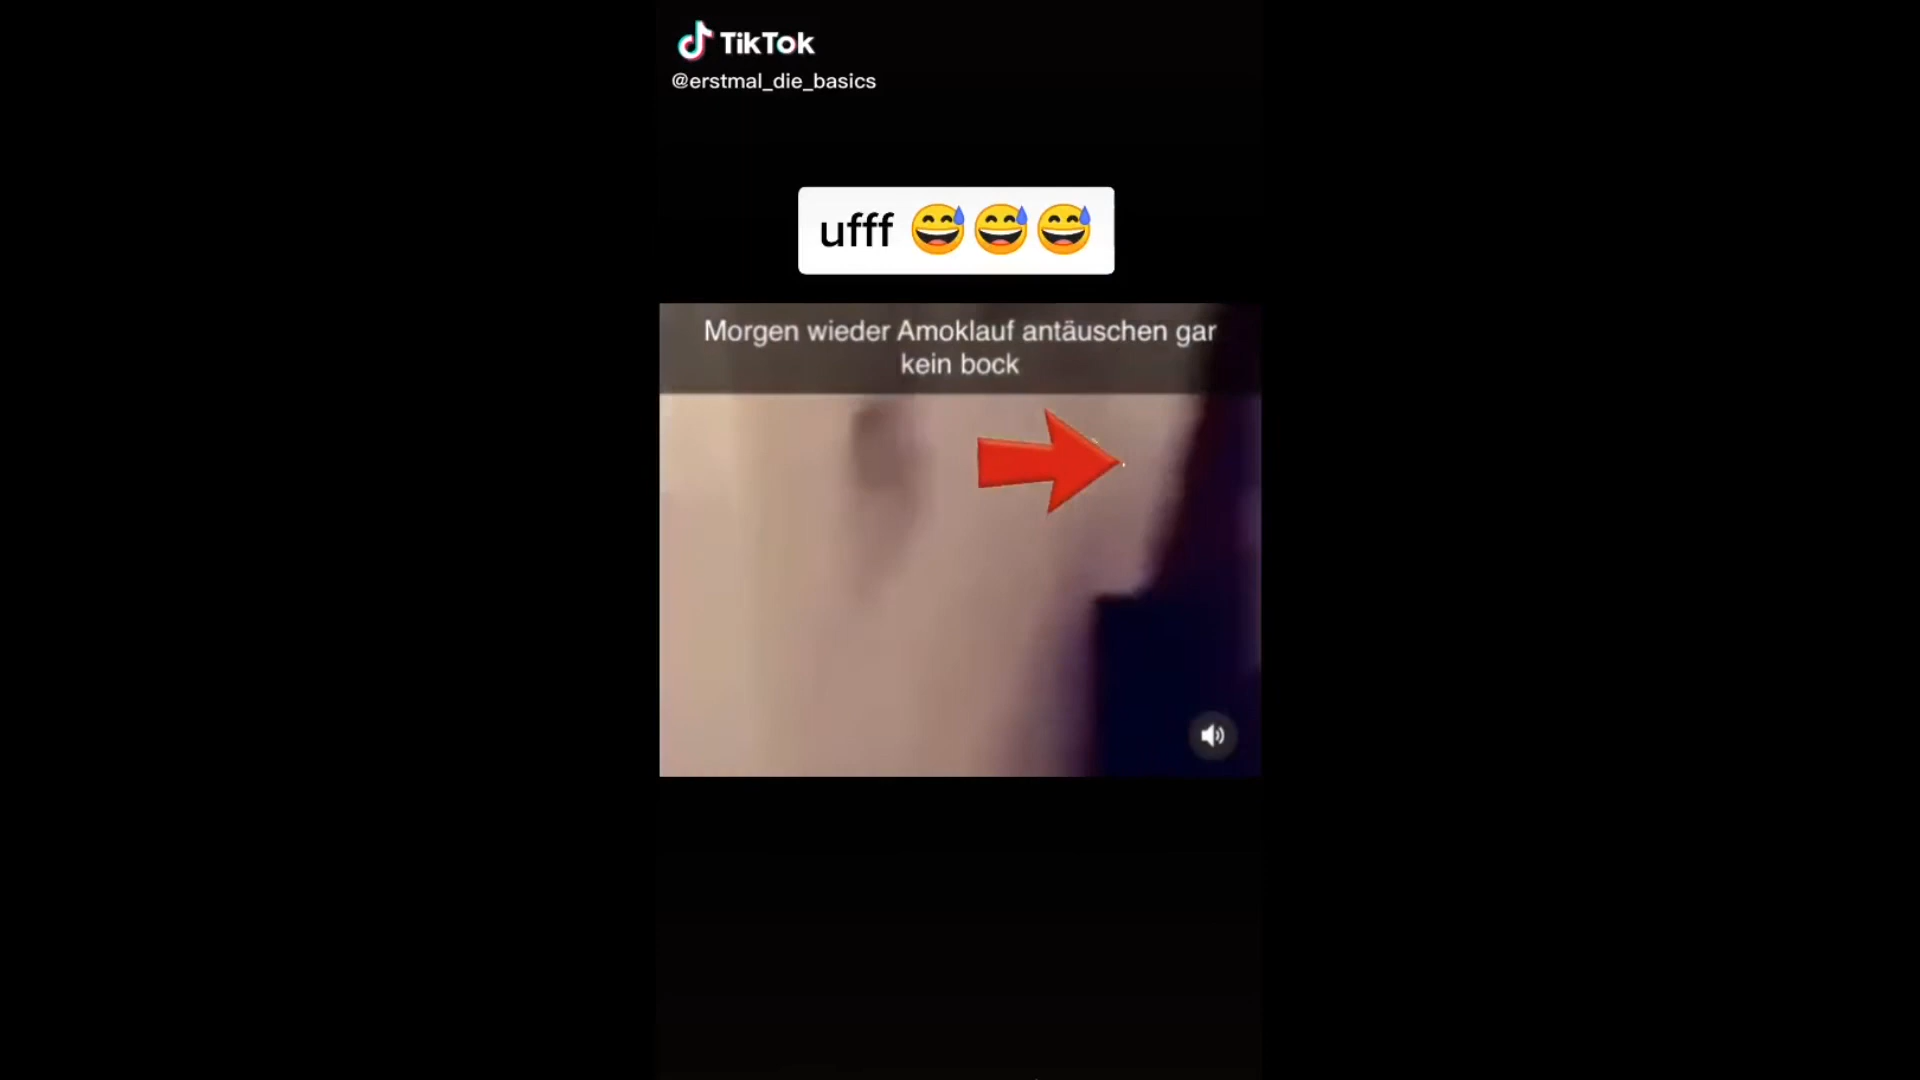 TikTok
@erstmal_die_basics
ufff 😅😅😅
Morgen wieder Amoklauf antäuschen gar
kein bock